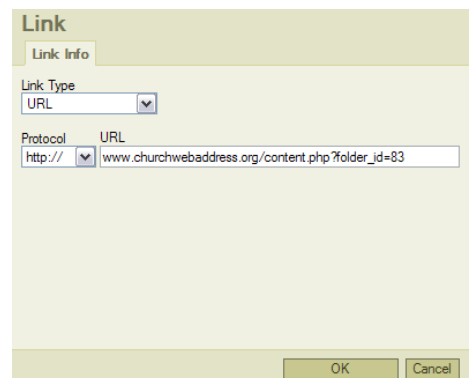 Link
Link Info
Link Type
URL
Protocol URL
http:// www.churchwebaddress.org/content.php?folder_id=83
OK Cancel